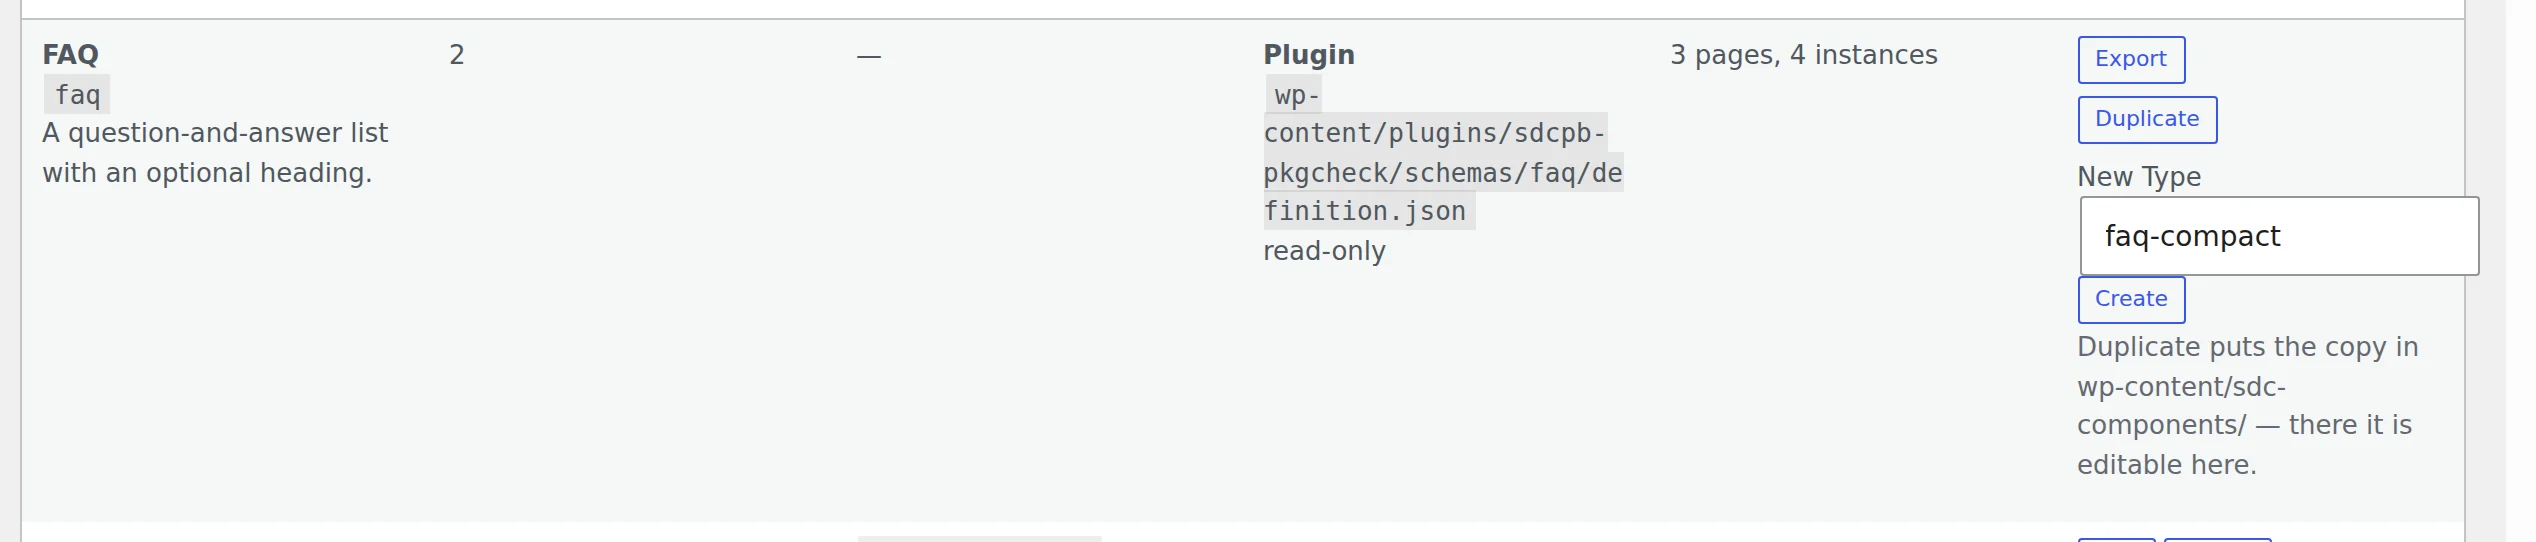 FAQ
faq
A question-and-answer list
with an optional heading.
2
—
Plugin
wp-
content/plugins/sdcpb-
pkgcheck/schemas/faq/de
finition.json
read-only
3 pages, 4 instances
Export
Duplicate
New Type
faq-compact
Create
Duplicate puts the copy in
wp-content/sdc-
components/ — there it is
editable here.